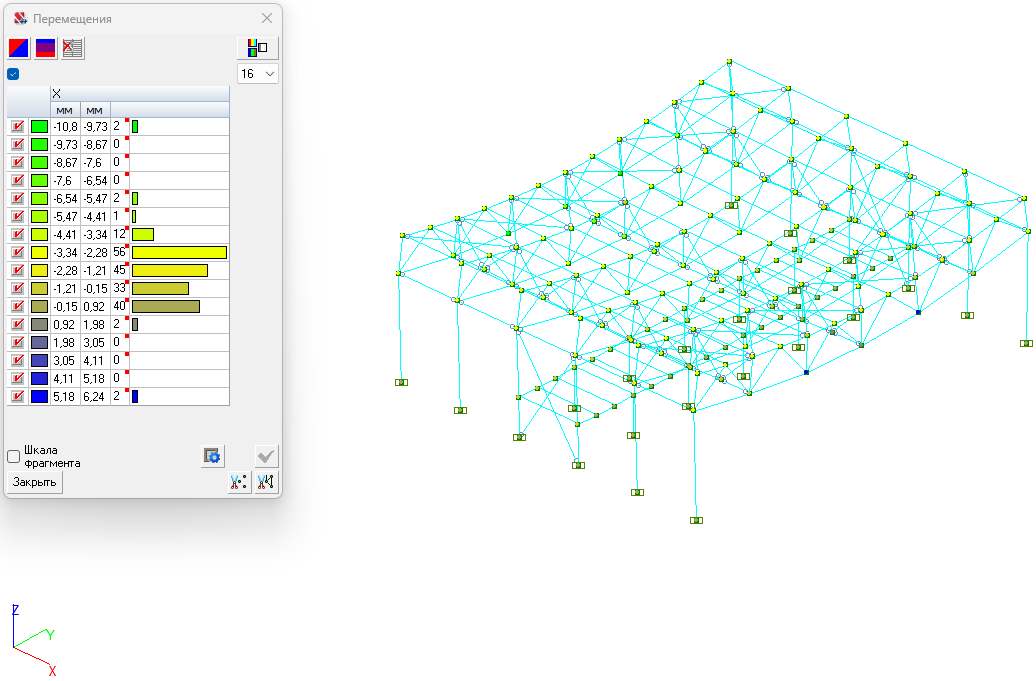 Перемещения
16
X
мм мм
-10,8 -9,73 2
-9,73 -8,67 0
-8,67 -7,6 0
-7,6 -6,54 0
-6,54 -5,47 2
-5,47 -4,41 1
-4,41 -3,34 12
-3,34 -2,28 56
-2,28 -1,21 45
-1,21 -0,15 33
-0,15 0,92 40
0,92 1,98 2
1,98 3,05 0
3,05 4,11 0
4,11 5,18 0
5,18 6,24 2
Шкала
фрагмента
Закрыть
Z
Y
X